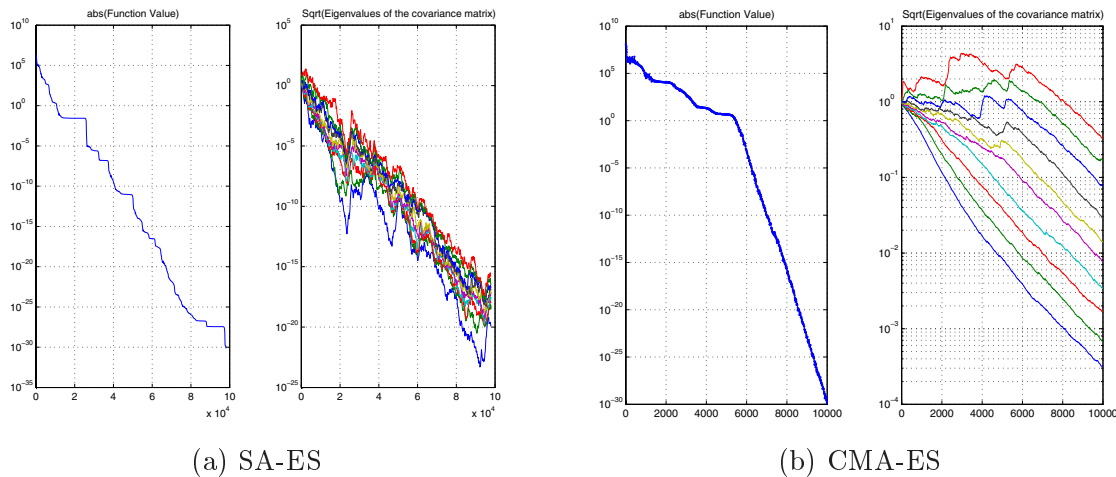 abs(Function Value)
10^10
10^5
10^0
10^-5
10^-10
10^-15
10^-20
10^-25
10^-30
10^-35
0 2 4 6 8 10
x 10^4
Sqrt(Eigenvalues of the covariance matrix)
10^5
10^0
10^-5
10^-10
10^-15
10^-20
10^-25
0 2 4 6 8 10
x 10^4
(a) SA-ES
abs(Function Value)
10^10
10^5
10^0
10^-5
10^-10
10^-15
10^-20
10^-25
10^-30
0 2000 4000 6000 8000 10000
Sqrt(Eigenvalues of the covariance matrix)
10^1
10^0
10^-1
10^-2
10^-3
10^-4
0 2000 4000 6000 8000 10000
(b) CMA-ES